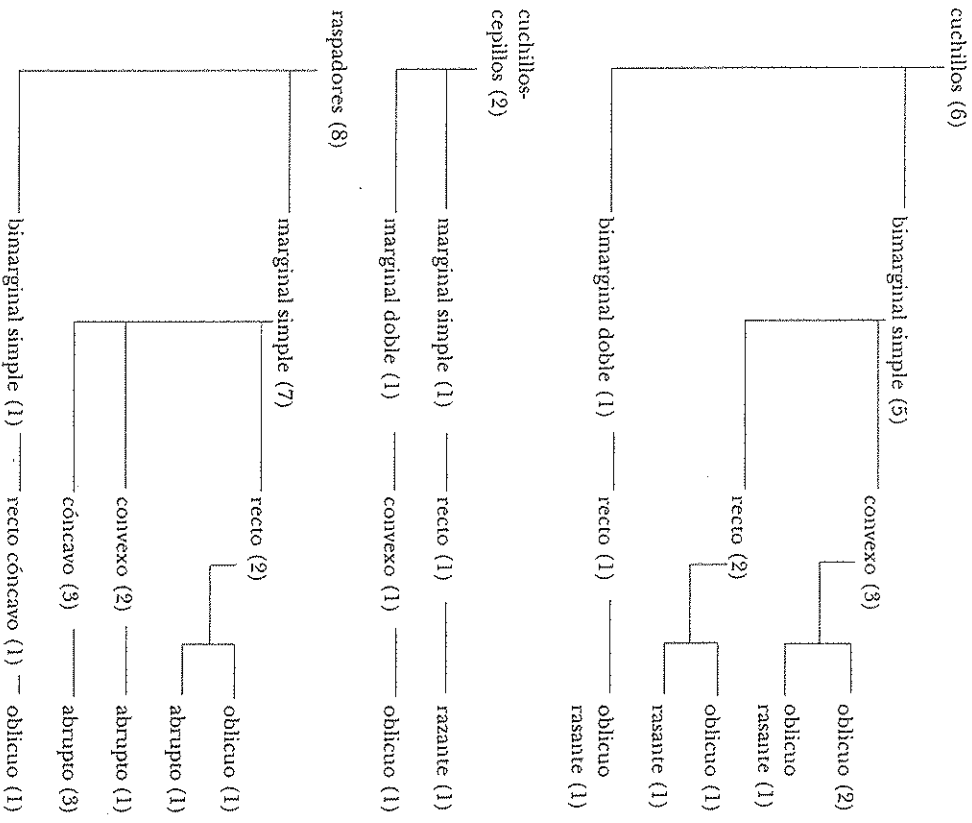 cuchillos (6)
bimarginal simple (5)
convexo (3)
oblicuo (2)
oblicuo
rasante (1)
recto (2)
oblicuo (1)
rasante (1)
bimarginal doble (1)
recto (1)
oblicuo
rasante (1)
cuchillos-
cepillos (2)
marginal simple (1)
recto (1)
razante (1)
marginal doble (1)
convexo (1)
oblicuo (1)
raspadores (8)
marginal simple (7)
recto (2)
oblicuo (1)
abrupto (1)
convexo (2)
abrupto (1)
cóncavo (3)
abrupto (3)
bimarginal simple (1)
recto cóncavo (1)
oblicuo (1)